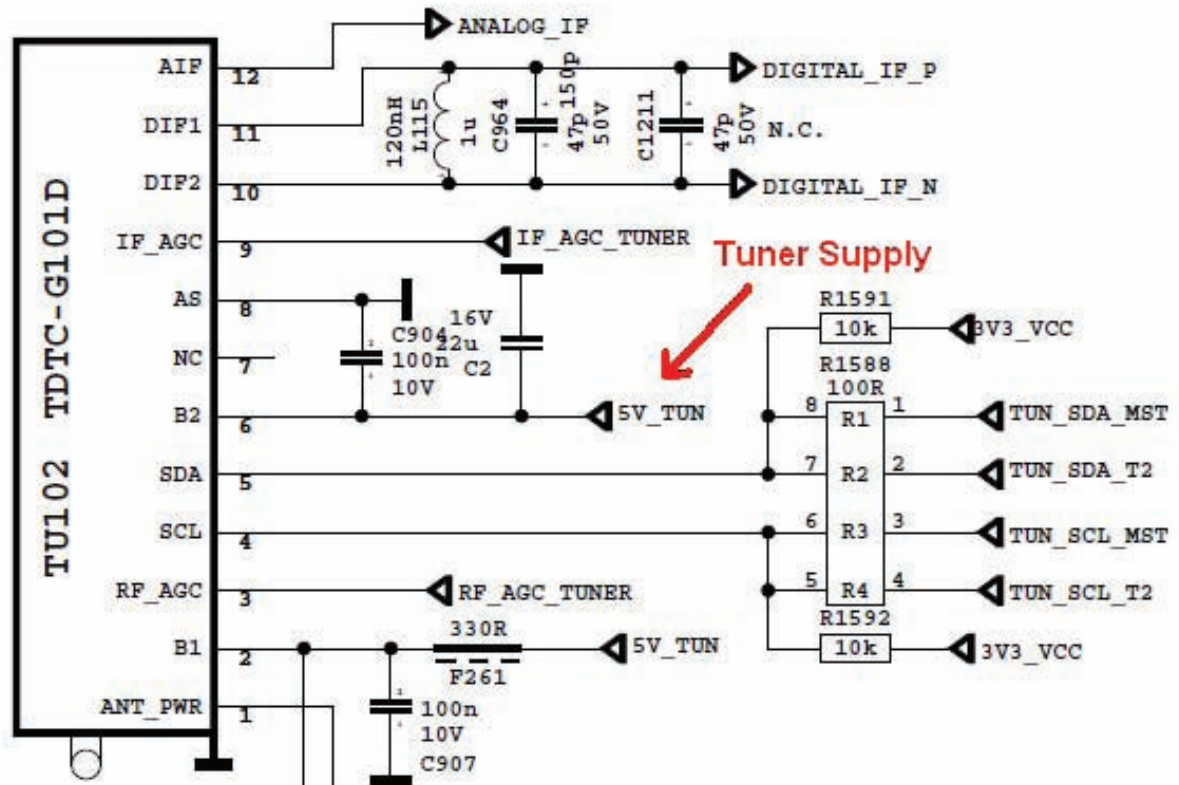 ANALOG_IF
AIF 12
DIGITAL_IF_P
DIF1 11
120nH
L115
1u
C964
150p
47p
50V
C1211
47p
50V
N.C.
DIF2 10
DIGITAL_IF_N
IF_AGC 9
IF_AGC_TUNER
Tuner Supply
AS 8
16V
22u
C2
C904
100n
10V
NC 7
B2 6
5V_TUN
R1591
10k
3V3_VCC
R1588
100R
8 R1 1
TUN_SDA_MST
SDA 5
7 R2 2
TUN_SDA_T2
SCL 4
6 R3 3
TUN_SCL_MST
RF_AGC 3
RF_AGC_TUNER
5 R4 4
TUN_SCL_T2
R1592
10k
3V3_VCC
B1 2
330R
F261
5V_TUN
ANT_PWR 1
100n
10V
C907
TU102 TDTC-G101D